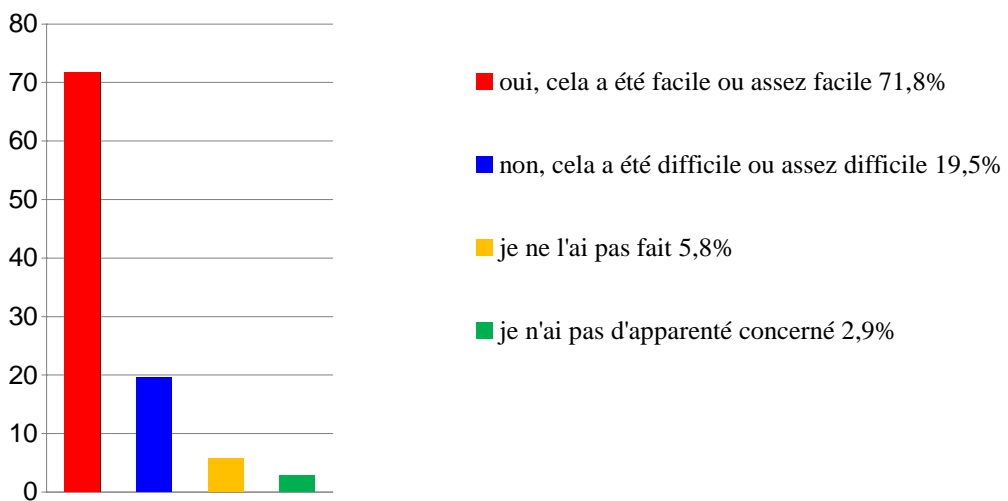 80
70
60
50
40
30
20
10
0
oui, cela a été facile ou assez facile 71,8%
non, cela a été difficile ou assez difficile 19,5%
je ne l'ai pas fait 5,8%
je n'ai pas d'apparenté concerné 2,9%